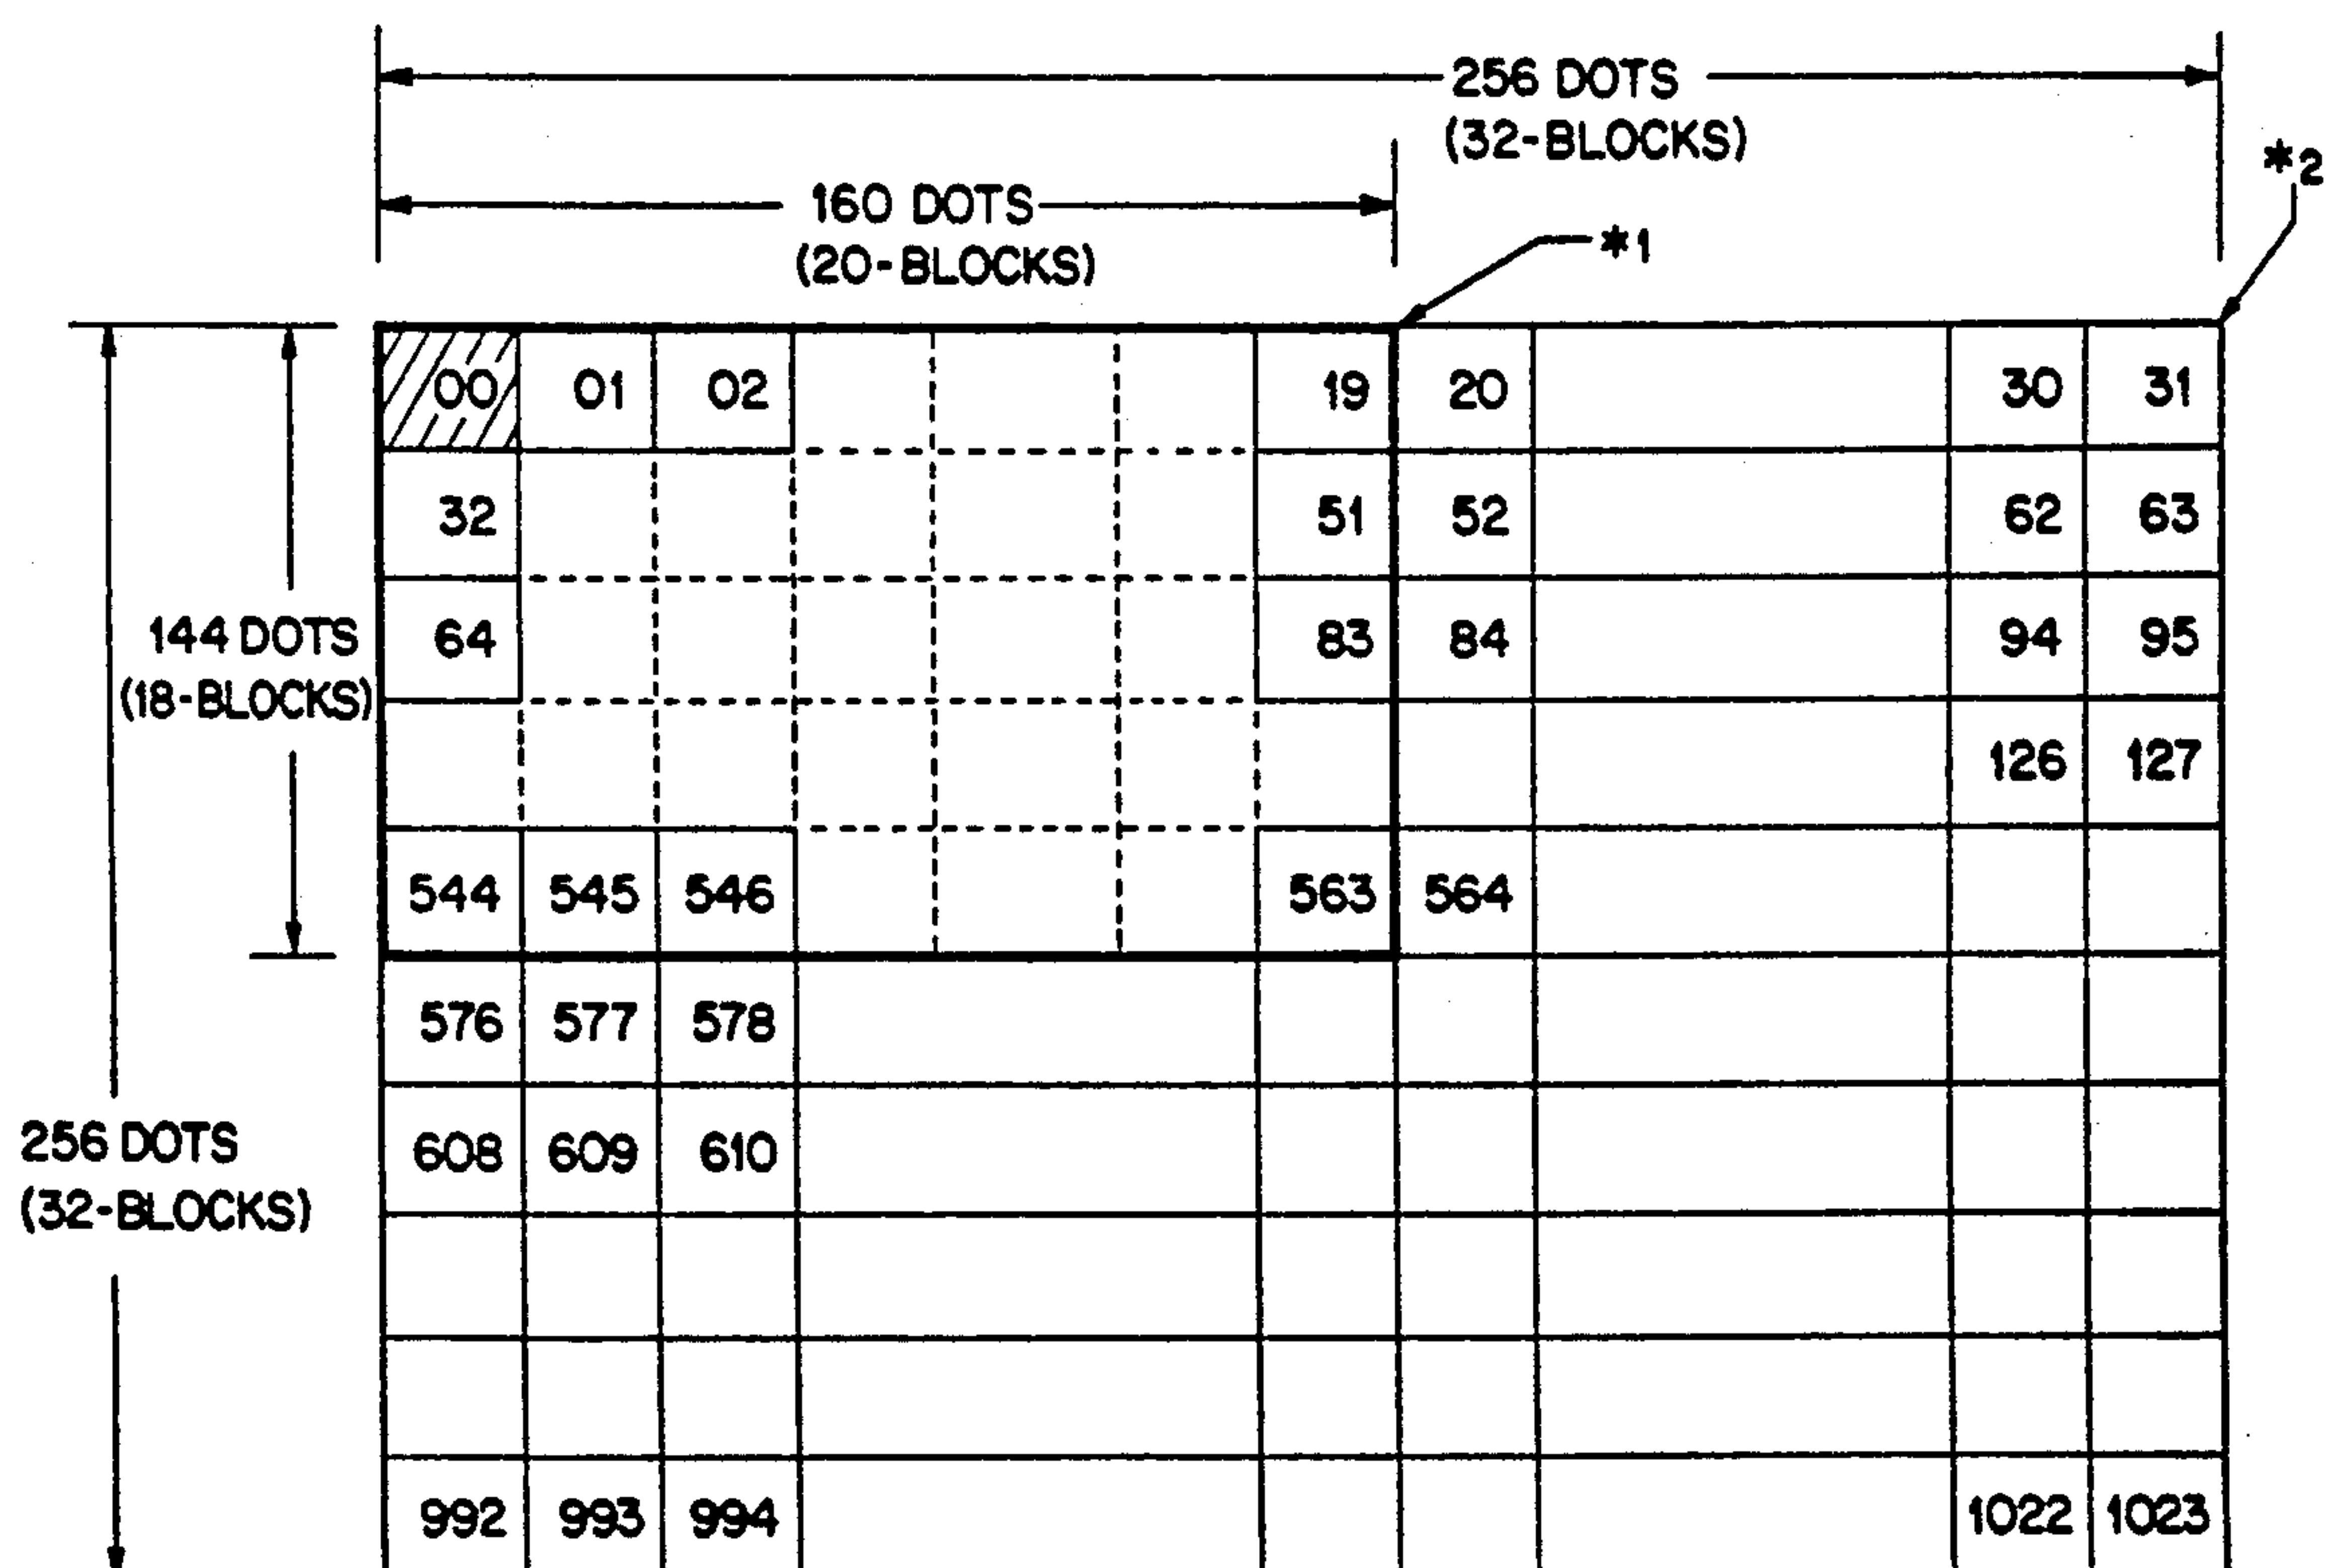 256 DOTS
(32-BLOCKS)
*2
160 DOTS
(20-BLOCKS)
*1
00 01 02 19 20 30 31
32 51 52 62 63
64 83 84 94 95
144 DOTS
(18-BLOCKS)
126 127
544 545 546 563 564
576 577 578
608 609 610
256 DOTS
(32-BLOCKS)
992 993 994 1022 1023